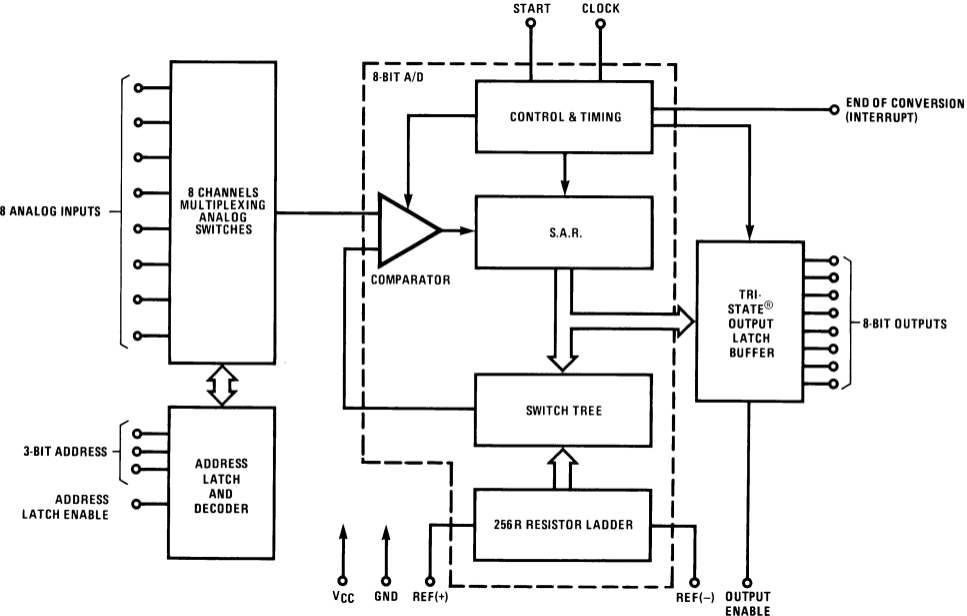 START
CLOCK
8-BIT A/D
CONTROL & TIMING
END OF CONVERSION
(INTERRUPT)
8 ANALOG INPUTS
8 CHANNELS
MULTIPLEXING
ANALOG
SWITCHES
COMPARATOR
S.A.R.
TRI-
STATE®
OUTPUT
LATCH
BUFFER
8-BIT OUTPUTS
SWITCH TREE
3-BIT ADDRESS
ADDRESS
LATCH ENABLE
ADDRESS
LATCH
AND
DECODER
256R RESISTOR LADDER
VCC
GND
REF(+)
REF(−)
OUTPUT
ENABLE